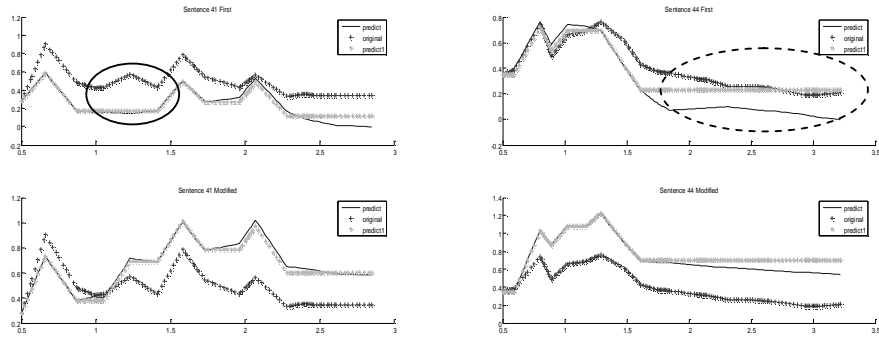 Sentence 41 First
1.2
1
0.8
0.6
0.4
0.2
0
-0.2
0.5 1 1.5 2 2.5 3
predict
original
predict1
Sentence 44 First
0.8
0.6
0.4
0.2
0
-0.2
0.5 1 1.5 2 2.5 3 3.5
predict
original
predict1
Sentence 41 Modified
1.2
1
0.8
0.6
0.4
0.2
0.5 1 1.5 2 2.5 3
predict
original
predict1
Sentence 44 Modified
1.4
1.2
1
0.8
0.6
0.4
0.2
0
0.5 1 1.5 2 2.5 3 3.5
predict
original
predict1